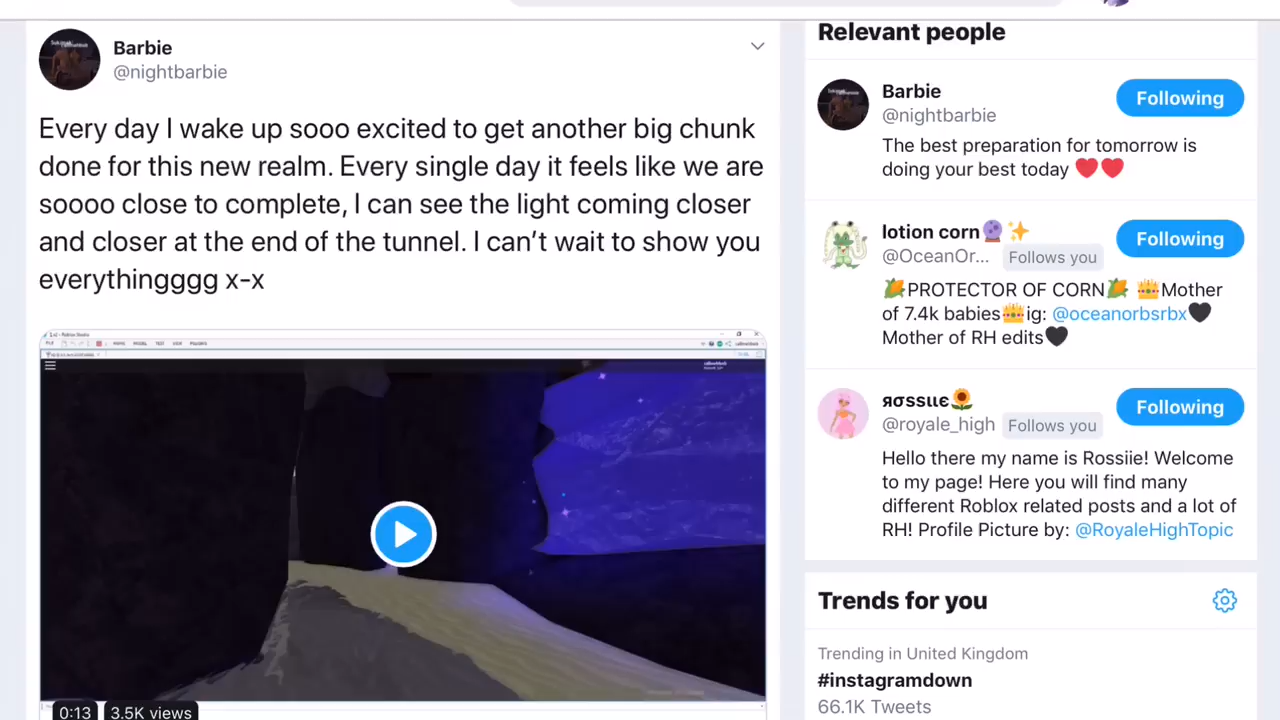 Barbie
@nightbarbie
Every day I wake up sooo excited to get another big chunk
done for this new realm. Every single day it feels like we are
soooo close to complete, I can see the light coming closer
and closer at the end of the tunnel. I can’t wait to show you
everythingggg x-x
0:13
3.5K views
Relevant people
Barbie
@nightbarbie
Following
The best preparation for tomorrow is
doing your best today ❤️❤️
lotion corn🔮✨
@OceanOr... Follows you
Following
🌽PROTECTOR OF CORN🌽 👑Mother
of 7.4k babies👑ig: @oceanorbsrbx🖤
Mother of RH edits🖤
яσѕѕιιє🌻
@royale_high Follows you
Following
Hello there my name is Rossiie! Welcome
to my page! Here you will find many
different Roblox related posts and a lot of
RH! Profile Picture by: @RoyaleHighTopic
Trends for you
Trending in United Kingdom
#instagramdown
66.1K Tweets